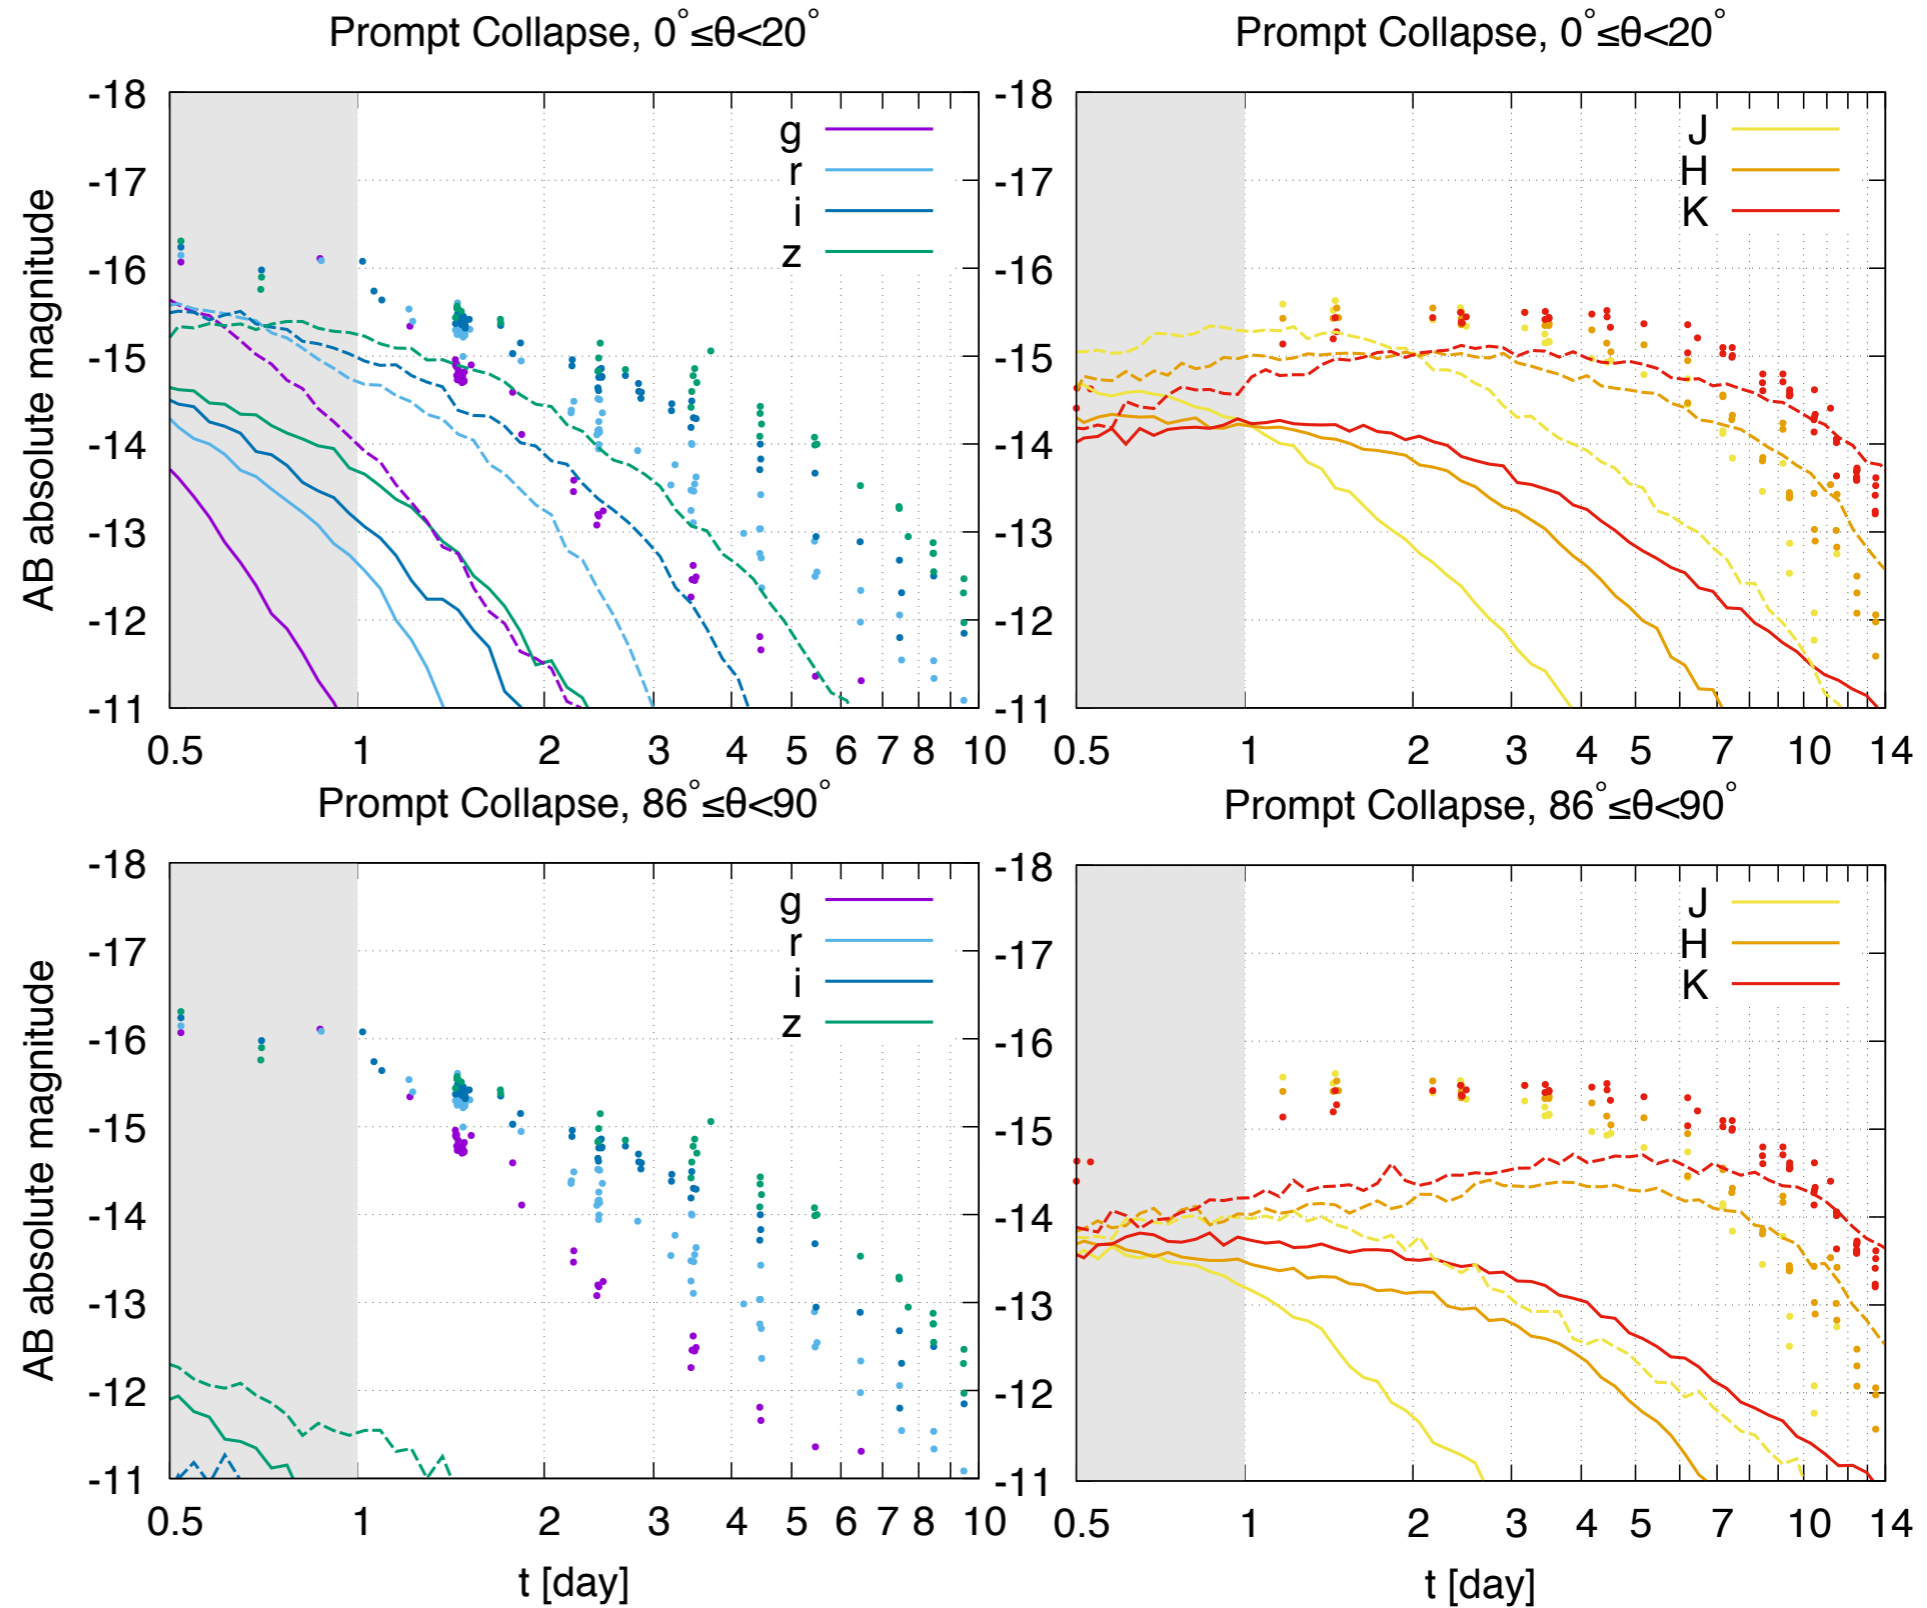 Prompt Collapse, 0°≤θ<20°
AB absolute magnitude
-18
-17
-16
-15
-14
-13
-12
-11
0.5 1 2 3 4 5 6 7 8 10
g
r
i
z
Prompt Collapse, 0°≤θ<20°
-18
-17
-16
-15
-14
-13
-12
-11
0.5 1 2 3 4 5 7 10 14
J
H
K
Prompt Collapse, 86°≤θ<90°
AB absolute magnitude
-18
-17
-16
-15
-14
-13
-12
-11
0.5 1 2 3 4 5 6 7 8 10
t [day]
g
r
i
z
Prompt Collapse, 86°≤θ<90°
-18
-17
-16
-15
-14
-13
-12
-11
0.5 1 2 3 4 5 7 10 14
t [day]
J
H
K